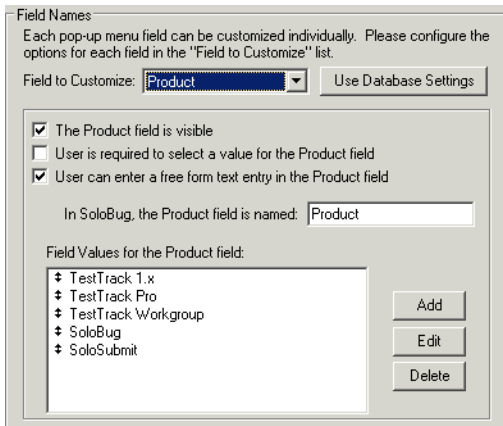 Field Names
Each pop-up menu field can be customized individually. Please configure the
options for each field in the "Field to Customize" list.
Field to Customize: Product Use Database Settings
The Product field is visible
User is required to select a value for the Product field
User can enter a free form text entry in the Product field
In SoloBug, the Product field is named: Product
Field Values for the Product field:
TestTrack 1.x
TestTrack Pro
TestTrack Workgroup
SoloBug
SoloSubmit
Add
Edit
Delete